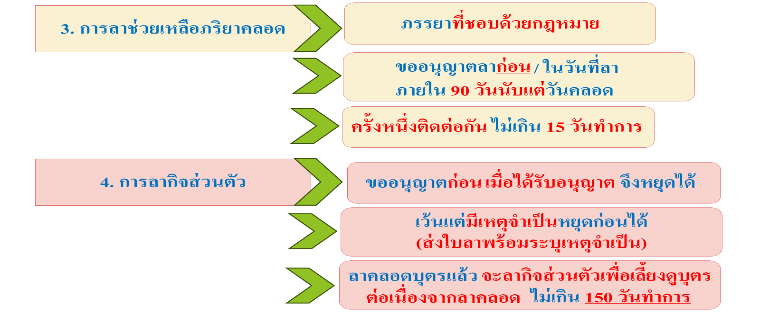 3. การลาช่วยเหลือภริยาคลอด
ภรรยาที่ชอบด้วยกฎหมาย
ขออนุญาตลาก่อน/ในวันที่ลา
ภายใน 90 วันนับแต่วันคลอด
ครั้งหนึ่งติดต่อกัน ไม่เกิน 15 วันทำการ
4. การลากิจส่วนตัว
ขออนุญาตก่อน เมื่อได้รับอนุญาต จึงหยุดได้
เว้นแต่มีเหตุจำเป็นหยุดก่อนได้
(ส่งใบลาพร้อมระบุเหตุจำเป็น)
ลาคลอดบุตรแล้ว จะลากิจส่วนตัวเพื่อเลี้ยงดูบุตร
ต่อเนื่องจากลาคลอด ไม่เกิน 150 วันทำการ